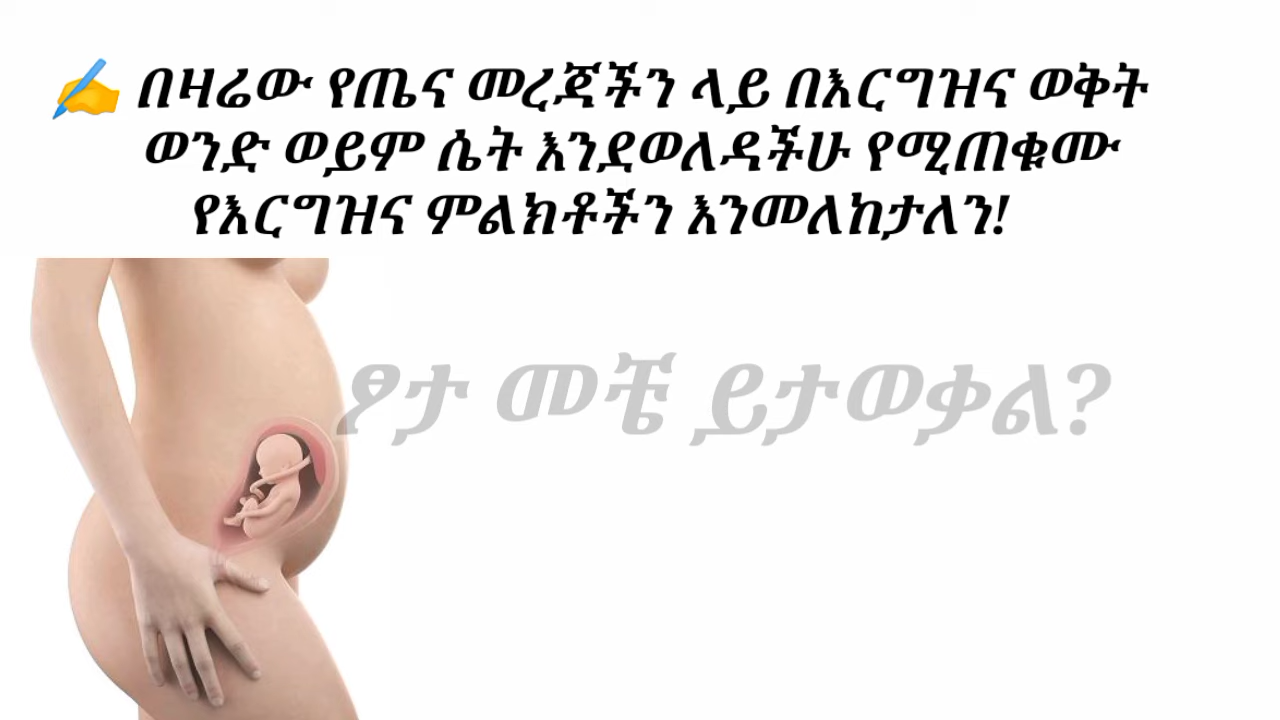 ✍️ በዛሬው የጤና መረጃችን ላይ በእርግዝና ወቅት
ወንድ ወይም ሴት እንደወለዳችሁ የሚጠቁሙ
የእርግዝና ምልክቶችን እንመለከታለን!
ፆታ መቼ ይታወቃል?